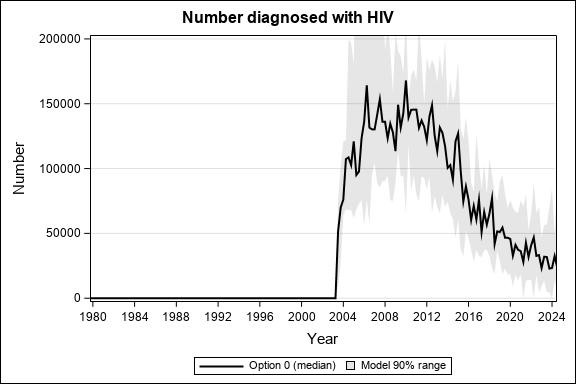 Number diagnosed with HIV
200000
150000
100000
50000
0
Number
1980 1984 1988 1992 1996 2000 2004 2008 2012 2016 2020 2024
Year
Option 0 (median) Model 90% range